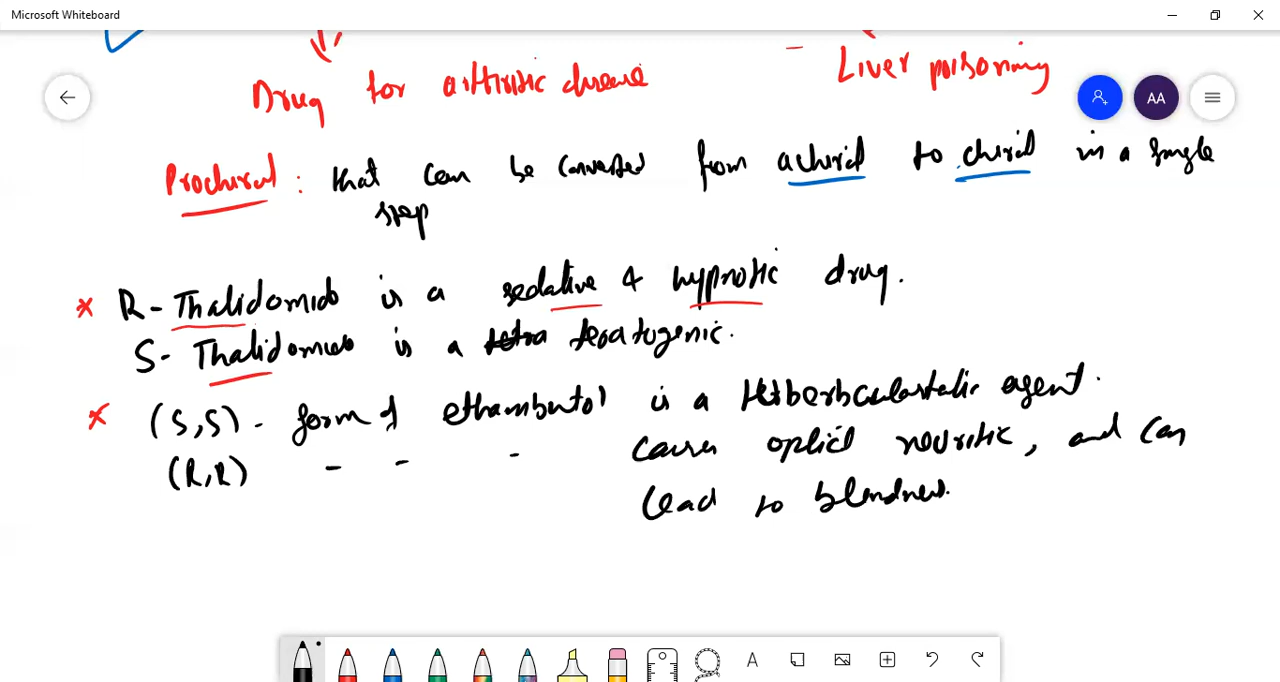 Microsoft Whiteboard
Drug for arthritic disease
- Liver poisoning
AA
Prochiral : that can be converted from achiral to chiral in a single
step
* R- Thalidomide is a sedative & hypnotic drug.
S- Thalidomide is a teratogenic.
* (S,S) - form of ethambutol is a agent.
(R,R) - - - causes optical neuritic, and can
lead to blindness.
A